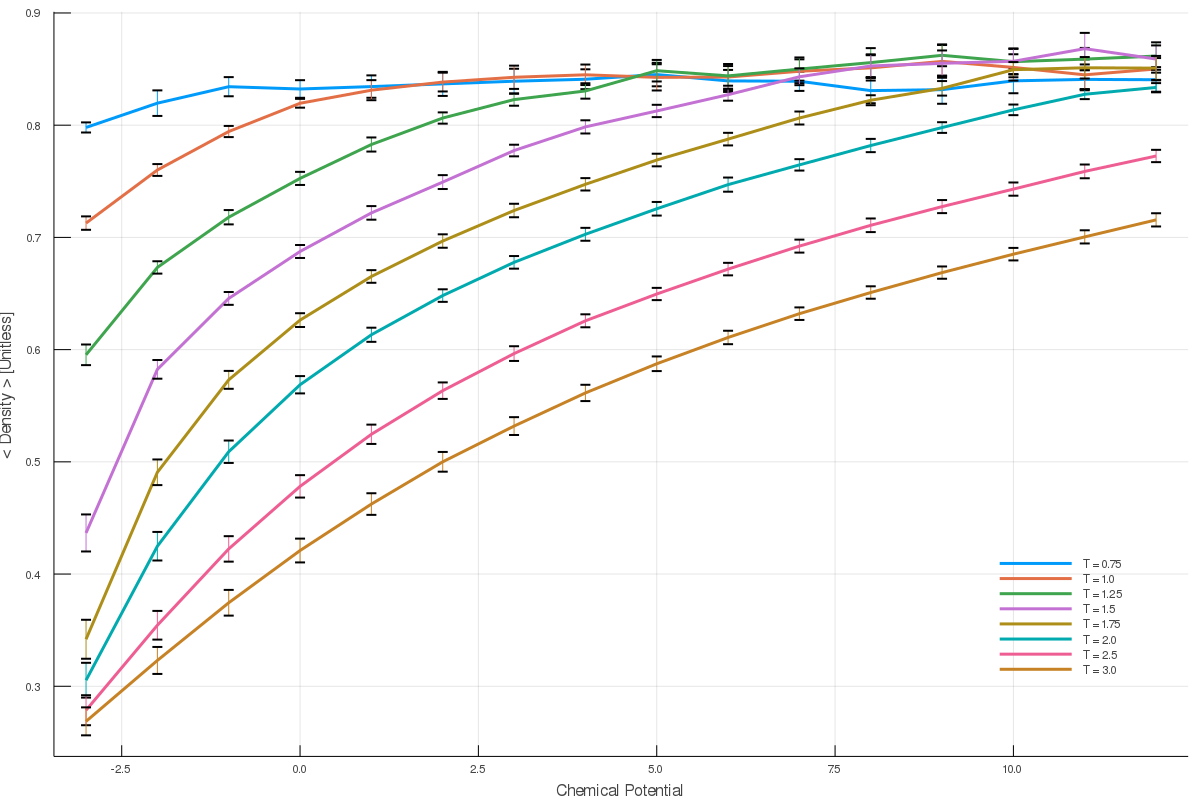 0.9
0.8
0.7
0.6
0.5
0.4
0.3
< Density > [Unitless]
-2.5 0.0 2.5 5.0 7.5 10.0
Chemical Potential
T = 0.75
T = 1.0
T = 1.25
T = 1.5
T = 1.75
T = 2.0
T = 2.5
T = 3.0